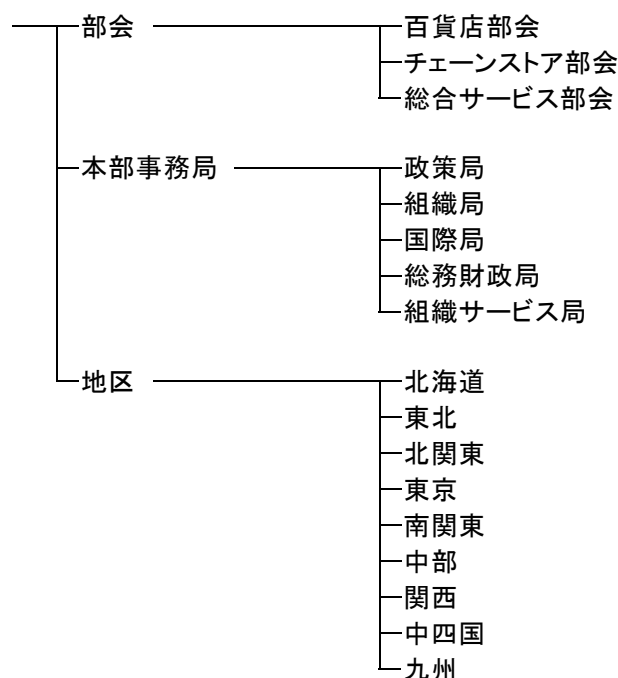 部会
百貨店部会
チェーンストア部会
総合サービス部会
本部事務局
政策局
組織局
国際局
総務財政局
組織サービス局
地区
北海道
東北
北関東
東京
南関東
中部
関西
中四国
九州